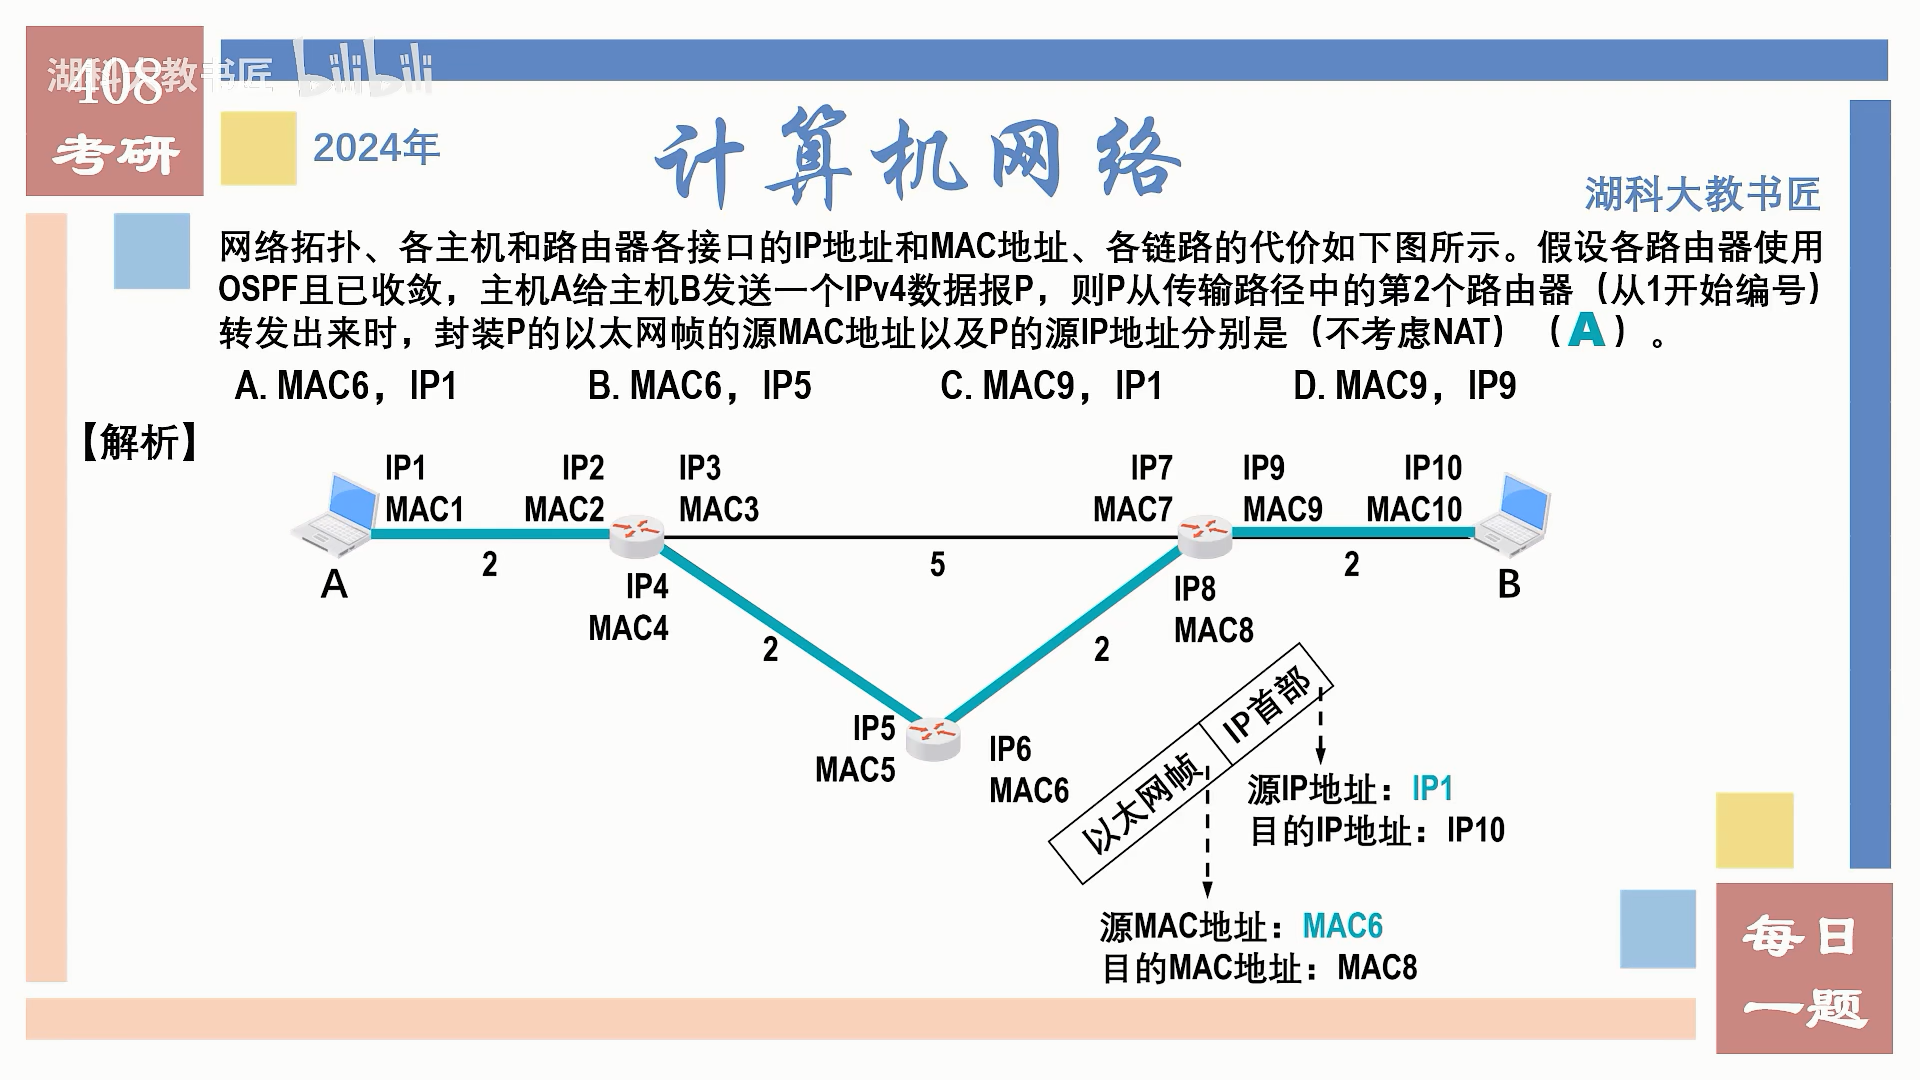 湖科大教书匠 bilibili
408
考研
2024年
计算机网络
湖科大教书匠
网络拓扑、各主机和路由器各接口的IP地址和MAC地址、各链路的代价如下图所示。假设各路由器使用
OSPF且已收敛，主机A给主机B发送一个IPv4数据报P，则P从传输路径中的第2个路由器（从1开始编号）
转发出来时，封装P的以太网帧的源MAC地址以及P的源IP地址分别是（不考虑NAT）（A）。
A. MAC6，IP1 B. MAC6，IP5 C. MAC9，IP1 D. MAC9，IP9
【解析】
IP1 IP2 IP3 IP7 IP9 IP10
MAC1 MAC2 MAC3 MAC7 MAC9 MAC10
2 5 2
A IP4 IP8 B
MAC4 MAC8
2 2
IP5 IP6
MAC5 MAC6
以太网帧 IP首部
源IP地址：IP1
目的IP地址：IP10
源MAC地址：MAC6
目的MAC地址：MAC8
每日
一题